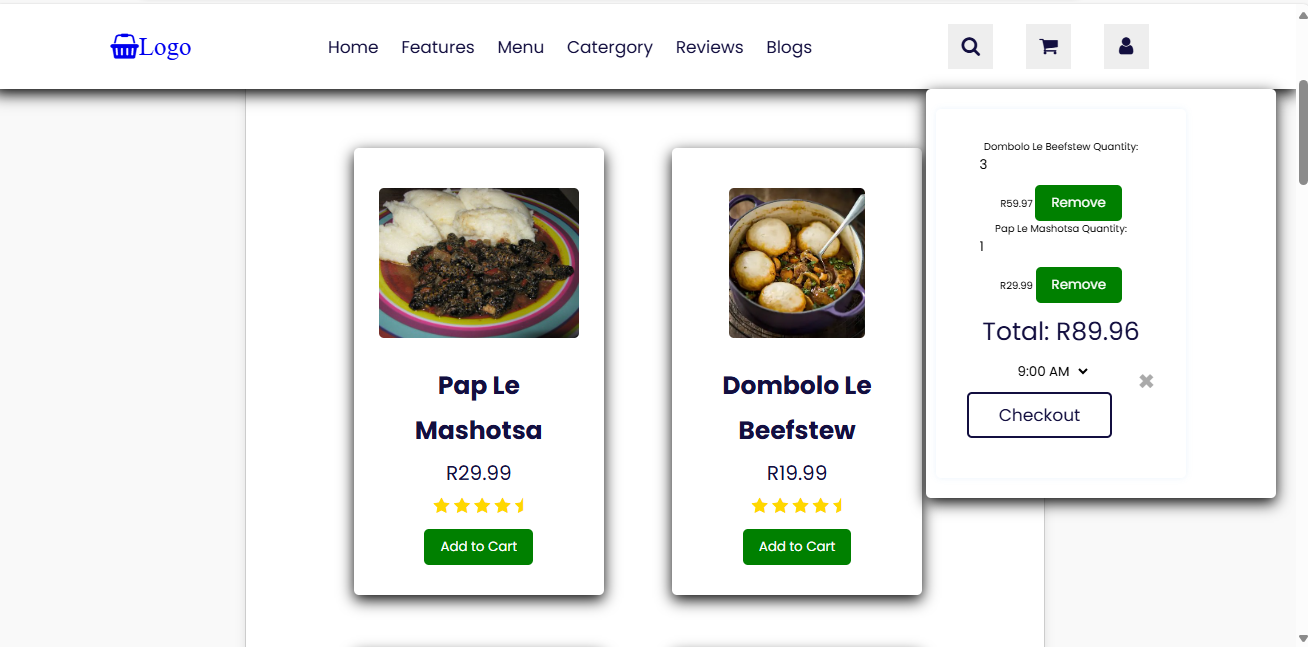 Logo
Home Features Menu Catergory Reviews Blogs
Pap Le
Mashotsa
R29.99
Add to Cart
Dombolo Le
Beefstew
R19.99
Add to Cart
Dombolo Le Beefstew Quantity:
3
R59.97 Remove
Pap Le Mashotsa Quantity:
1
R29.99 Remove
Total: R89.96
9:00 AM
Checkout